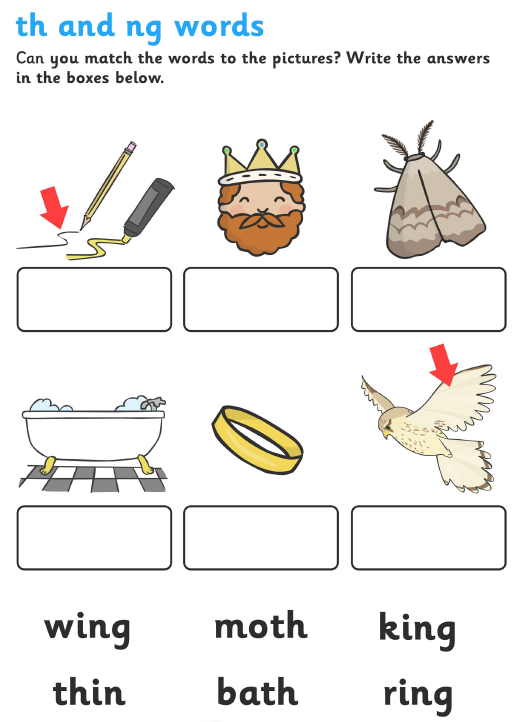 th and ng words
Can you match the words to the pictures? Write the answers
in the boxes below.
wing moth king
thin bath ring